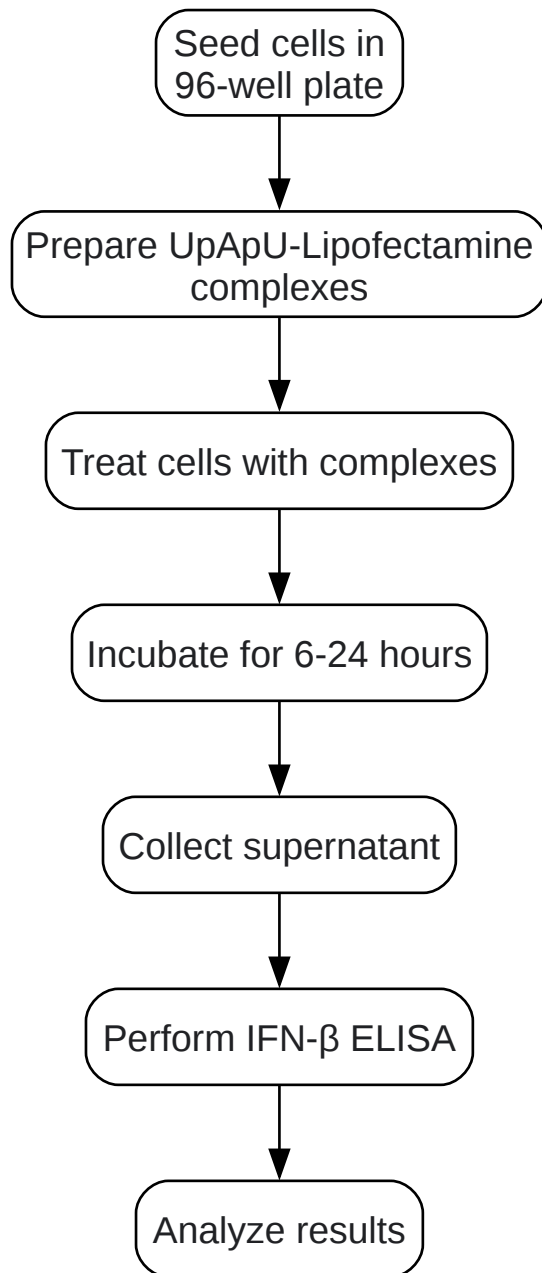 Seed cells in
96-well plate
Prepare UpApU-Lipofectamine
complexes
Treat cells with complexes
Incubate for 6-24 hours
Collect supernatant
Perform IFN-β ELISA
Analyze results